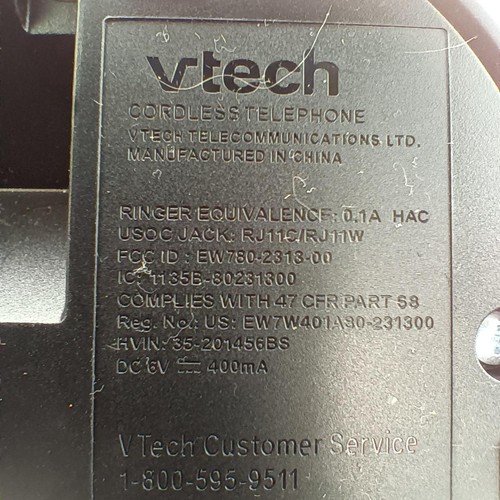 vtech
CORDLESS TELEPHONE
VTECH TELECOMMUNICATIONS LTD.
MANUFACTURED IN CHINA
RINGER EQUIVALENCE: 0.1A HAC
USOC JACK: RJ11C/RJ11W
FCC ID : EW780-2313-00
IC: 1135B-80231300
COMPLIES WITH 47 CFR PART 68
Reg. No.: US: EW7W401A80-231300
HVIN: 35-201456BS
DC 6V ⎓ 400mA
VTech Customer Service
1-800-595-9511